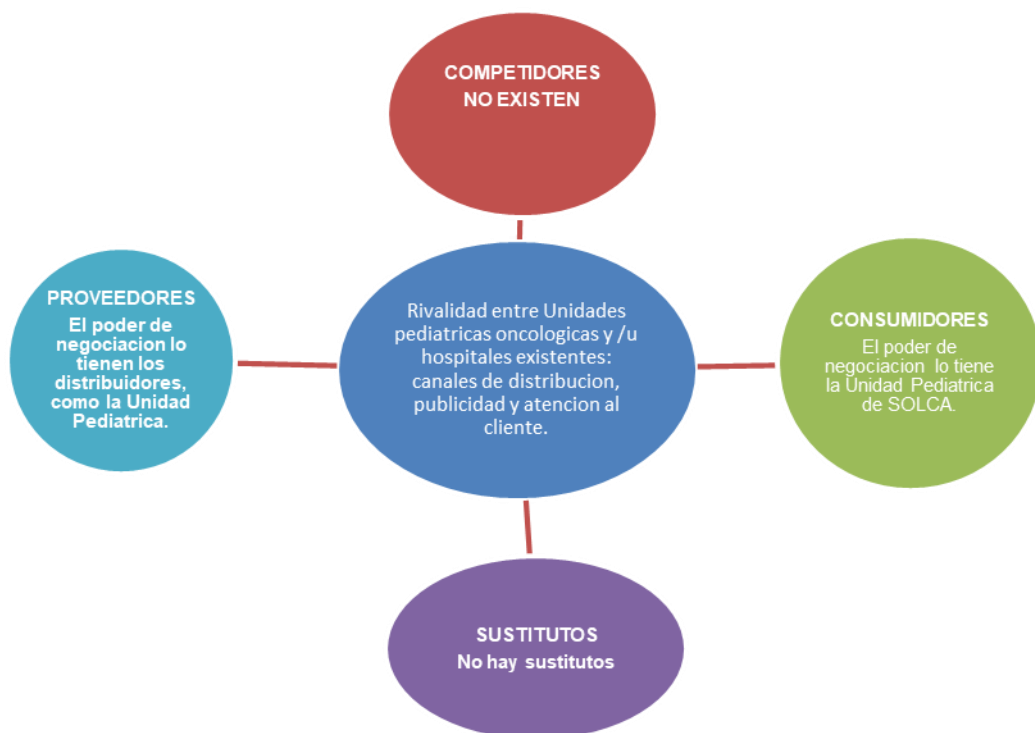 COMPETIDORES
NO EXISTEN
PROVEEDORES
El poder de
negociacion lo
tienen los
distribuidores,
como la Unidad
Pediatrica.
Rivalidad entre Unidades
pediatricas oncologicas y /u
hospitales existentes:
canales de distribucion,
publicidad y atencion al
cliente.
CONSUMIDORES
El poder de
negociacion lo tiene
la Unidad Pediatrica
de SOLCA.
SUSTITUTOS
No hay sustitutos